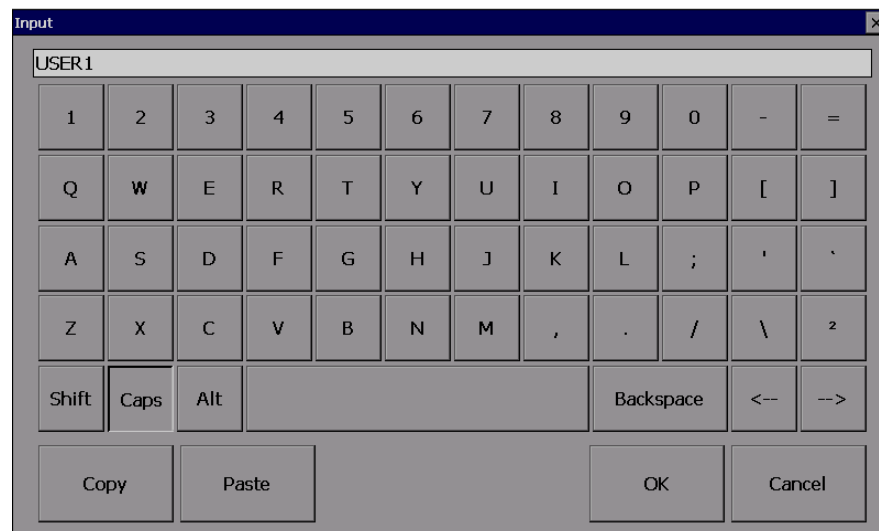 Input
USER1
1 2 3 4 5 6 7 8 9 0 - =
Q W E R T Y U I O P [ ]
A S D F G H J K L ; ' `
Z X C V B N M , . / \ ²
Shift Caps Alt Backspace <-- -->
Copy Paste OK Cancel